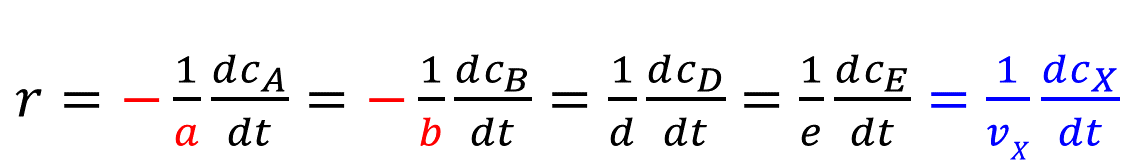 r = − 1/a dc_A/dt = − 1/b dc_B/dt = 1/d dc_D/dt = 1/e dc_E/dt = 1/v_X dc_X/dt